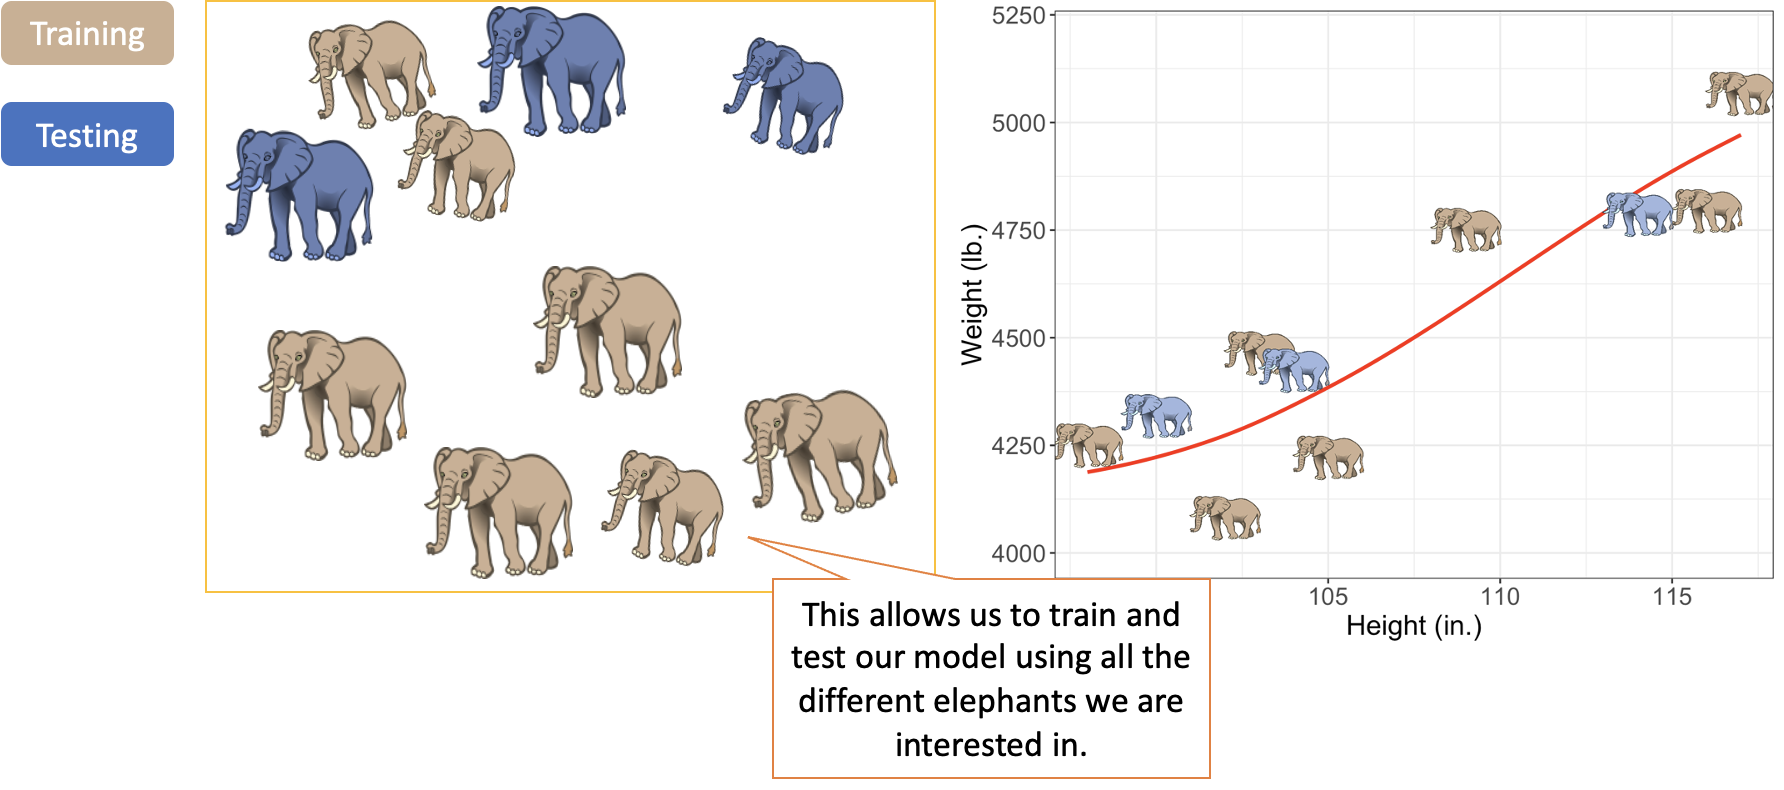 Training
Testing
5250
5000
4750
4500
4250
4000
Weight (lb.)
105 110 115
Height (in.)
This allows us to train and
test our model using all the
different elephants we are
interested in.